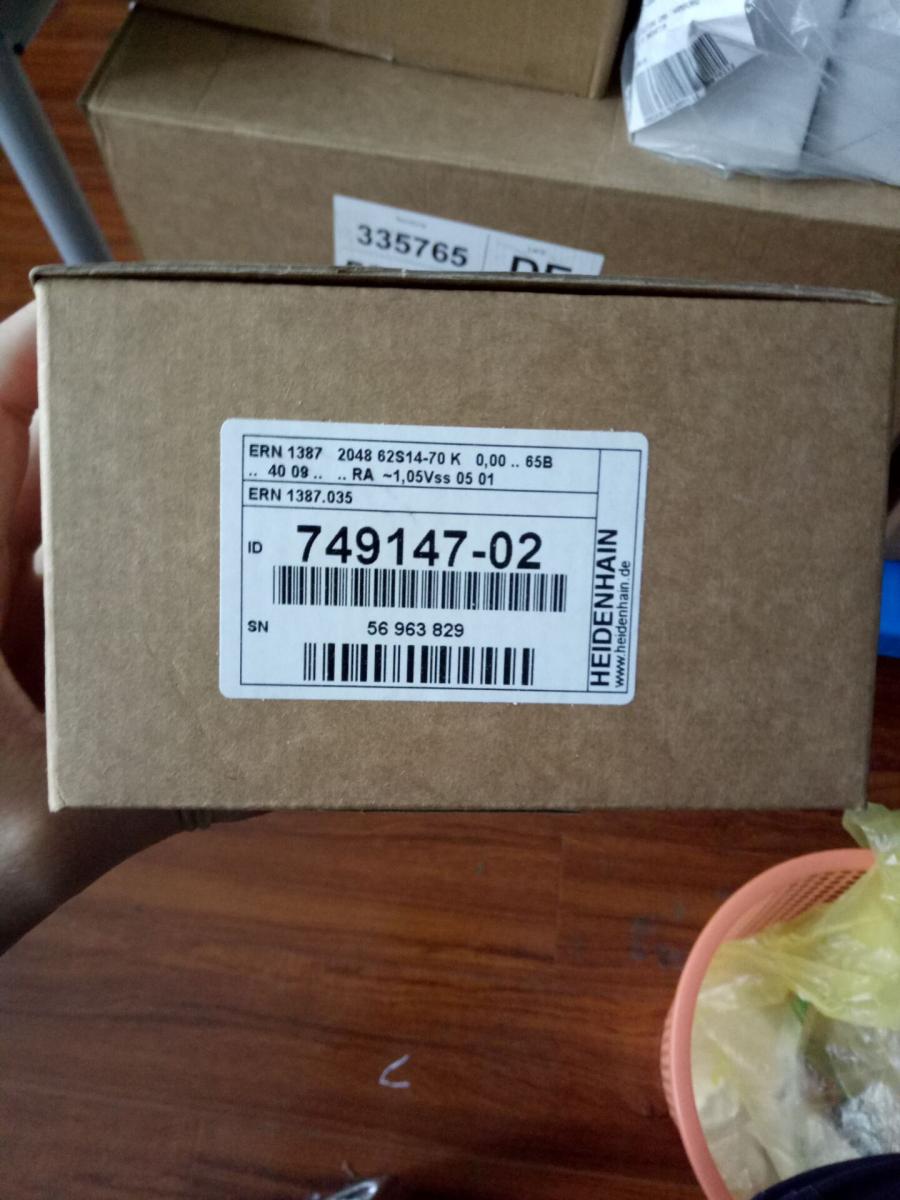 335765
ERN 1387 2048 62S14-70 K 0,00 .. 65B
.. 40 09 .. .. RA ~1,05Vss 05 01
ERN 1387.035
ID 749147-02
SN 56 963 829
HEIDENHAIN
www.heidenhain.de